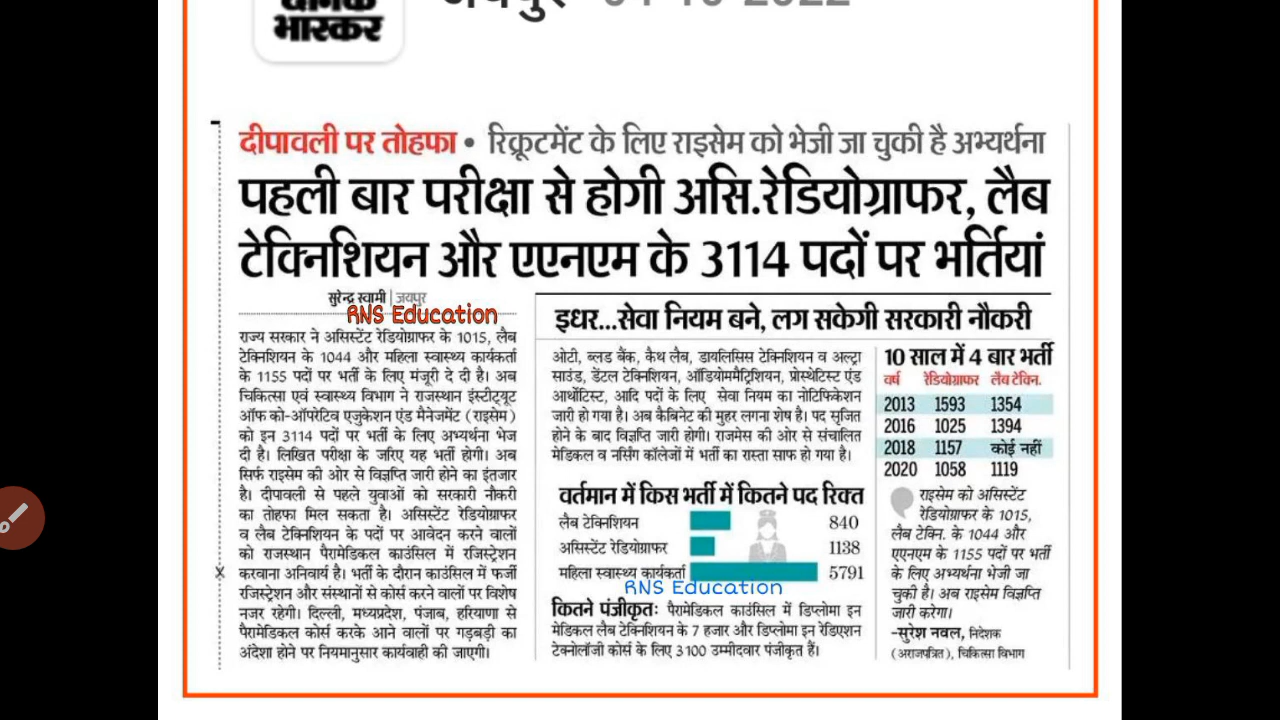 भास्कर
दीपावली पर तोहफा • रिक्रूटमेंट के लिए राइसेम को भेजी जा चुकी है अभ्यर्थना
पहली बार परीक्षा से होगी असि.रेडियोग्राफर, लैब
टेक्निशियन और एएनएम के 3114 पदों पर भर्तियां
सुरेन्द्र स्वामी | जयपुर
RNS Education
राज्य सरकार ने असिस्टेंट रेडियोग्राफर के 1015, लैब
टेक्निशियन के 1044 और महिला स्वास्थ्य कार्यकर्ता
के 1155 पदों पर भर्ती के लिए मंजूरी दे दी है। अब
चिकित्सा एवं स्वास्थ्य विभाग ने राजस्थान इंस्टीट्यूट
ऑफ को-ऑपरेटिव एजुकेशन एंड मैनेजमेंट (राइसेम)
को इन 3114 पदों पर भर्ती के लिए अभ्यर्थना भेज
दी है। लिखित परीक्षा के जरिए यह भर्ती होगी। अब
सिर्फ राइसेम की ओर से विज्ञप्ति जारी होने का इंतजार
है। दीपावली से पहले युवाओं को सरकारी नौकरी
का तोहफा मिल सकता है। असिस्टेंट रेडियोग्राफर
व लैब टेक्निशियन के पदों पर आवेदन करने वालों
को राजस्थान पैरामेडिकल काउंसिल में रजिस्ट्रेशन
करवाना अनिवार्य है। भर्ती के दौरान काउंसिल में फर्जी
रजिस्ट्रेशन और संस्थानों से कोर्स करने वालों पर विशेष
नजर रहेगी। दिल्ली, मध्यप्रदेश, पंजाब, हरियाणा से
पैरामेडिकल कोर्स करके आने वालों पर गड़बड़ी का
अंदेशा होने पर नियमानुसार कार्यवाही की जाएगी।
इधर...सेवा नियम बने, लग सकेगी सरकारी नौकरी
ओटी, ब्लड बैंक, कैथ लैब, डायलिसिस टेक्निशियन व अल्ट्रा
साउंड, डेंटल टेक्निशियन, ऑडियोममैट्रिशियन, प्रोस्थेटिस्ट एंड
आर्थोटिस्ट, आदि पदों के लिए सेवा नियम का नोटिफिकेशन
जारी हो गया है। अब कैबिनेट की मुहर लगना शेष है। पद सृजित
होने के बाद विज्ञप्ति जारी होगी। राजमेस की ओर से संचालित
मेडिकल व नर्सिंग कॉलेजों में भर्ती का रास्ता साफ हो गया है।
वर्तमान में किस भर्ती में कितने पद रिक्त
लैब टेक्निशियन 840
असिस्टेंट रेडियोग्राफर 1138
महिला स्वास्थ्य कार्यकर्ता 5791
RNS Education
कितने पंजीकृतः पैरामेडिकल काउंसिल में डिप्लोमा इन
मेडिकल लैब टेक्निशियन के 7 हजार और डिप्लोमा इन रेडिएशन
टेक्नोलॉजी कोर्स के लिए 3100 उम्मीदवार पंजीकृत हैं।
10 साल में 4 बार भर्ती
वर्ष रेडियोग्राफर लैब टेक्नि.
2013 1593 1354
2016 1025 1394
2018 1157 कोई नहीं
2020 1058 1119
राइसेम को असिस्टेंट
रेडियोग्राफर के 1015,
लैब टेक्नि. के 1044 और
एएनएम के 1155 पदों पर भर्ती
के लिए अभ्यर्थना भेजी जा
चुकी है। अब राइसेम विज्ञप्ति
जारी करेगा।
-सुरेश नवल, निदेशक
(अराजपत्रित), चिकित्सा विभाग